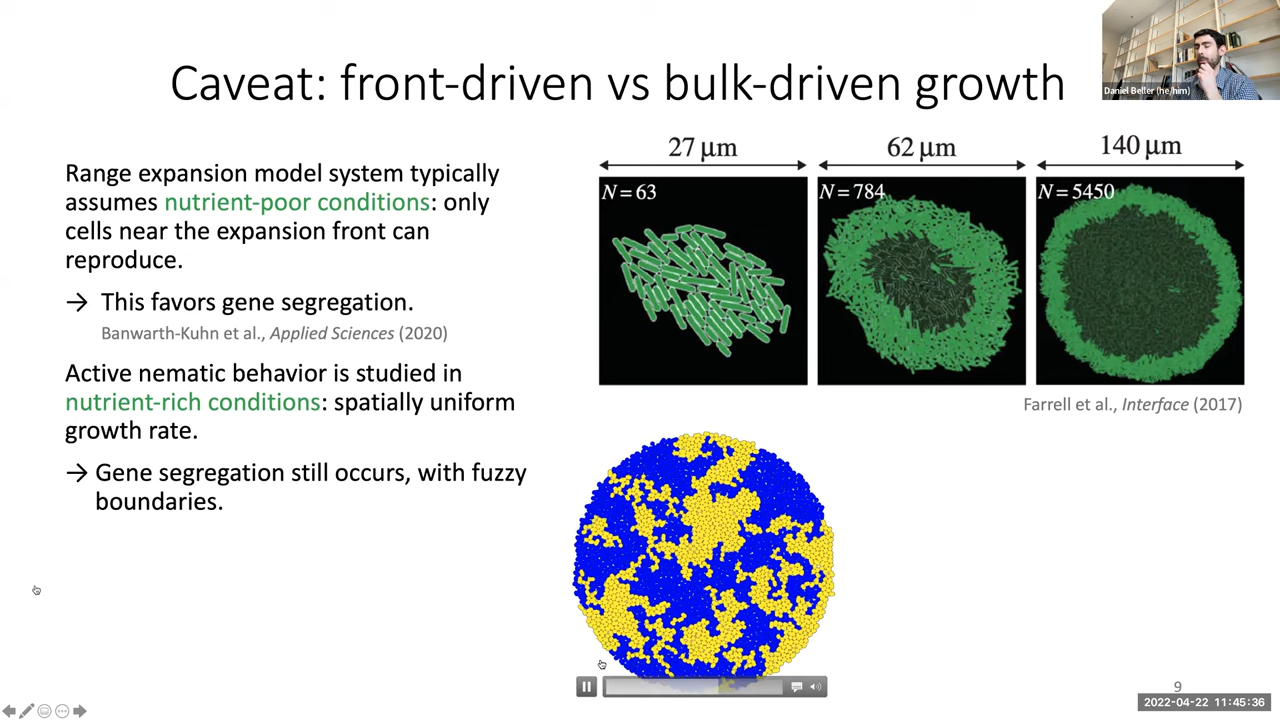 Caveat: front-driven vs bulk-driven growth
Daniel Beller (he/him)
Range expansion model system typically
assumes nutrient-poor conditions: only
cells near the expansion front can
reproduce.
→ This favors gene segregation.
Banwarth-Kuhn et al., Applied Sciences (2020)
Active nematic behavior is studied in
nutrient-rich conditions: spatially uniform
growth rate.
→ Gene segregation still occurs, with fuzzy
boundaries.
27 μm
62 μm
140 μm
N = 63
N = 784
N = 5450
Farrell et al., Interface (2017)
9
2022-04-22 11:45:36